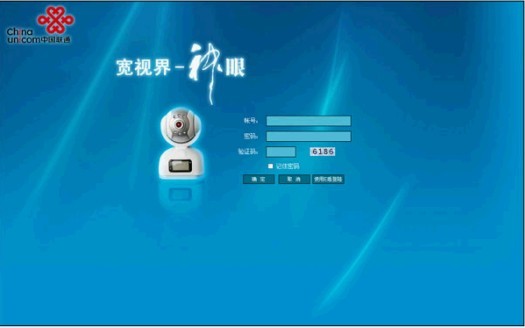 China
unicom中国联通
宽视界-神眼
帐号:
密码:
验证码: 6186
记住密码
确定 取消